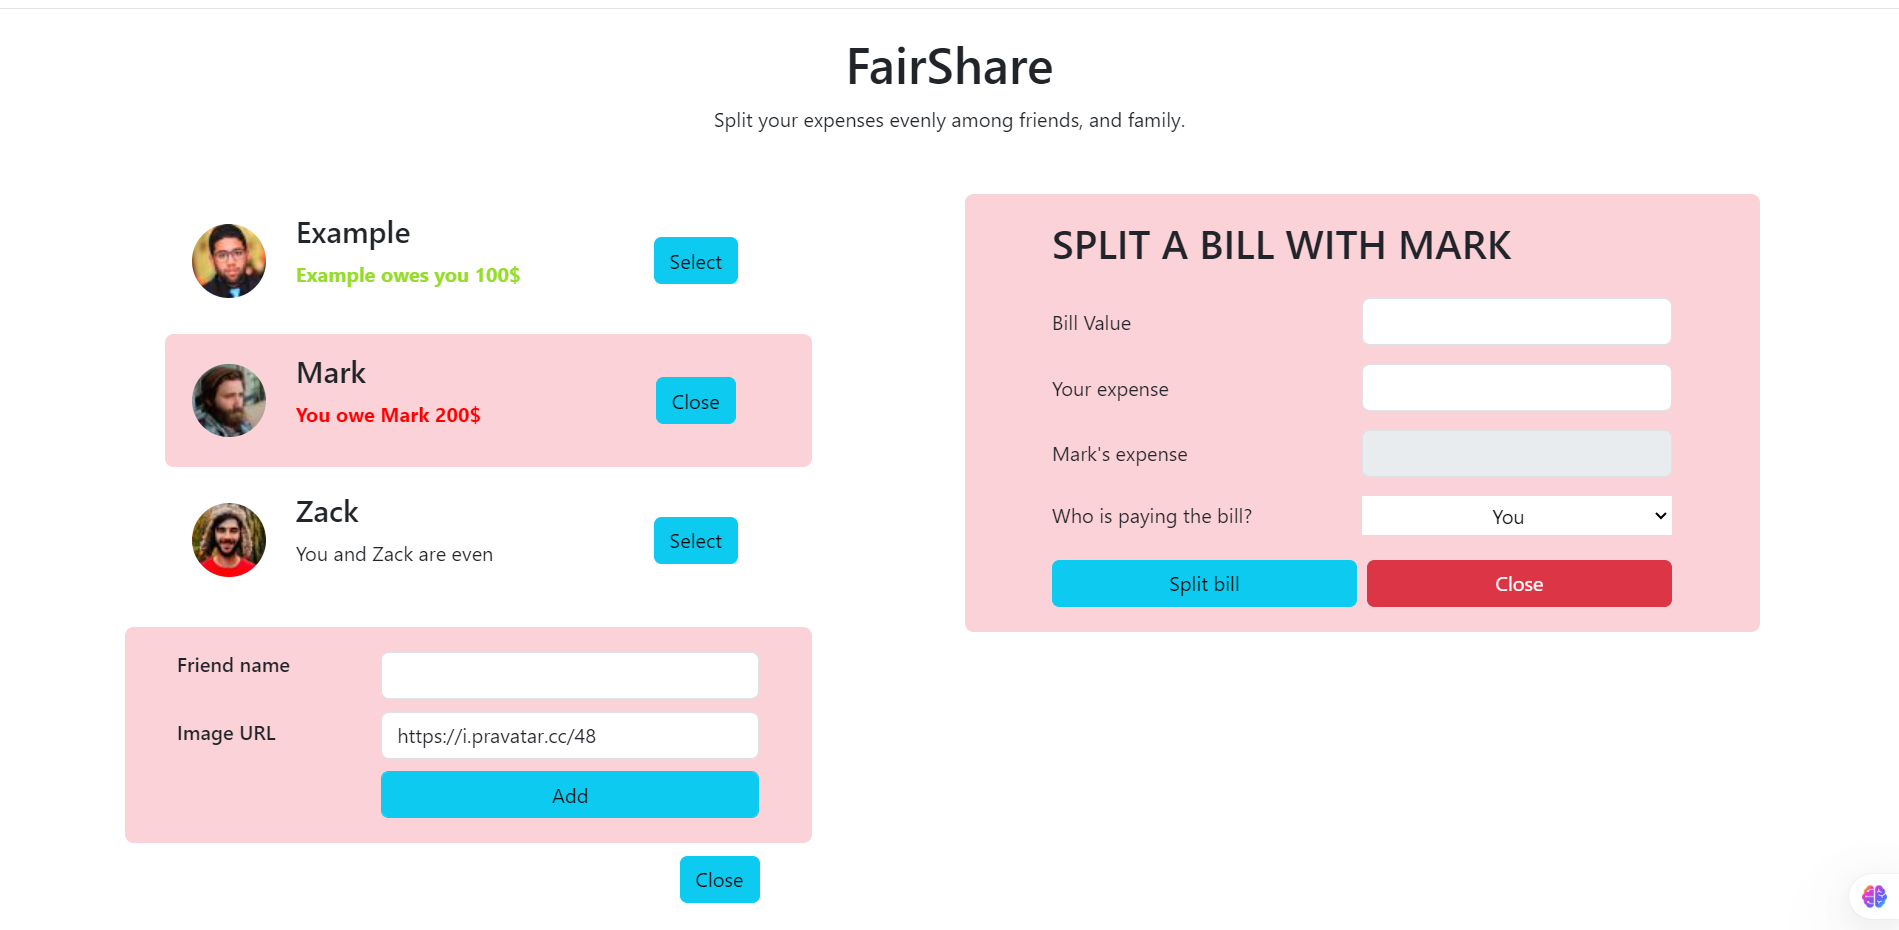 FairShare
Split your expenses evenly among friends, and family.
Example
Example owes you 100$
Select
Mark
You owe Mark 200$
Close
Zack
You and Zack are even
Select
Friend name
Image URL
https://i.pravatar.cc/48
Add
Close
SPLIT A BILL WITH MARK
Bill Value
Your expense
Mark's expense
Who is paying the bill?
You
Split bill
Close